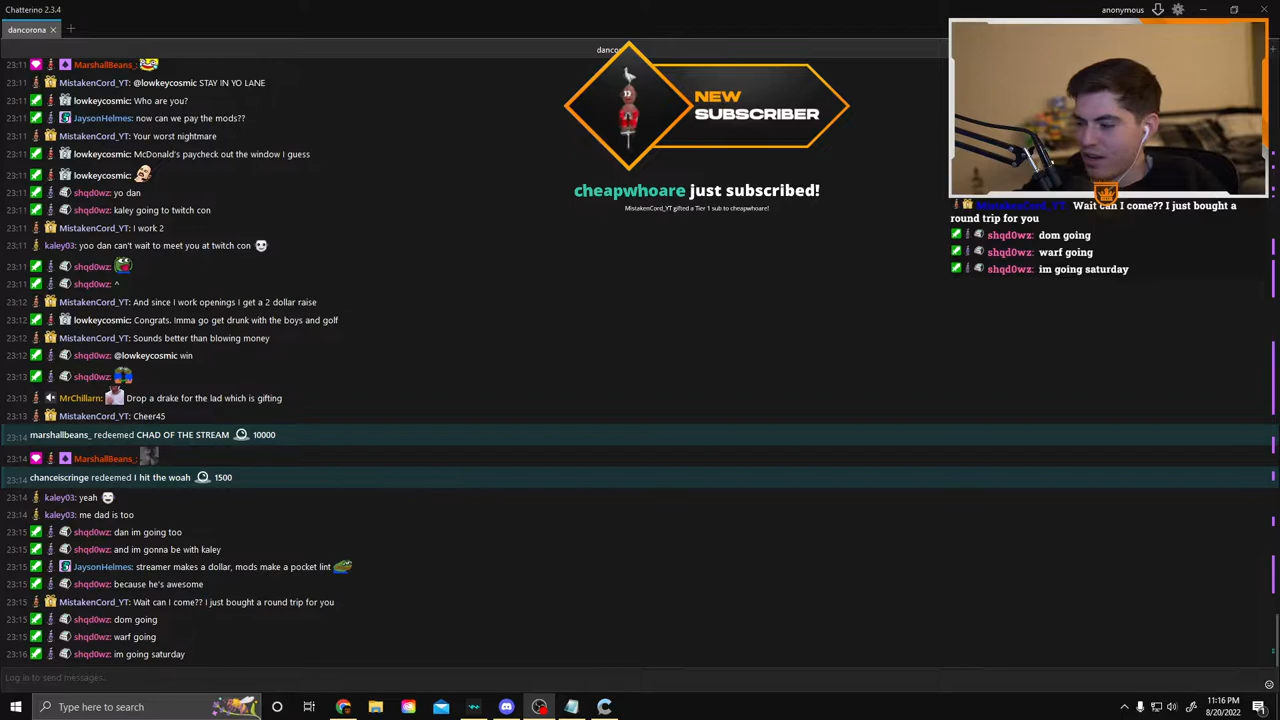 Chatterino 2.3.4
anonymous
dancorona
NEW
SUBSCRIBER
cheapwhoare just subscribed!
MistakenCord_YT gifted a Tier 1 sub to cheapwhoare!
23:11 MarshallBeans_:
23:11 MistakenCord_YT: @lowkeycosmic STAY IN YO LANE
23:11 lowkeycosmic: Who are you?
23:11 JaysonHelmes: now can we pay the mods??
23:11 MistakenCord_YT: Your worst nightmare
23:11 lowkeycosmic: McDonald's paycheck out the window I guess
23:11 lowkeycosmic:
23:11 shqd0wz: yo dan
23:11 shqd0wz: kaley going to twitch con
23:11 MistakenCord_YT: I work 2
23:11 kaley03: yoo dan can't wait to meet you at twitch con
23:11 shqd0wz:
23:11 shqd0wz: ^
23:12 MistakenCord_YT: And since I work openings I get a 2 dollar raise
23:12 lowkeycosmic: Congrats. Imma go get drunk with the boys and golf
23:12 MistakenCord_YT: Sounds better than blowing money
23:12 shqd0wz: @lowkeycosmic win
23:13 shqd0wz:
23:13 MrChillarn: Drop a drake for the lad which is gifting
23:13 MistakenCord_YT: Cheer45
23:14 marshallbeans_ redeemed CHAD OF THE STREAM 10000
23:14 MarshallBeans_:
23:14 chanceiscringe redeemed I hit the woah 1500
23:14 kaley03: yeah
23:14 kaley03: me dad is too
23:15 shqd0wz: dan im going too
23:15 shqd0wz: and im gonna be with kaley
23:15 JaysonHelmes: streamer makes a dollar, mods make a pocket lint
23:15 shqd0wz: because he's awesome
23:15 MistakenCord_YT: Wait can I come?? I just bought a round trip for you
23:15 shqd0wz: dom going
23:15 shqd0wz: warf going
23:16 shqd0wz: im going saturday
Log in to send messages...
MistakenCord_YT: Wait can I come?? I just bought a
round trip for you
shqd0wz: dom going
shqd0wz: warf going
shqd0wz: im going saturday
Type here to search
11:16 PM
8/20/2022